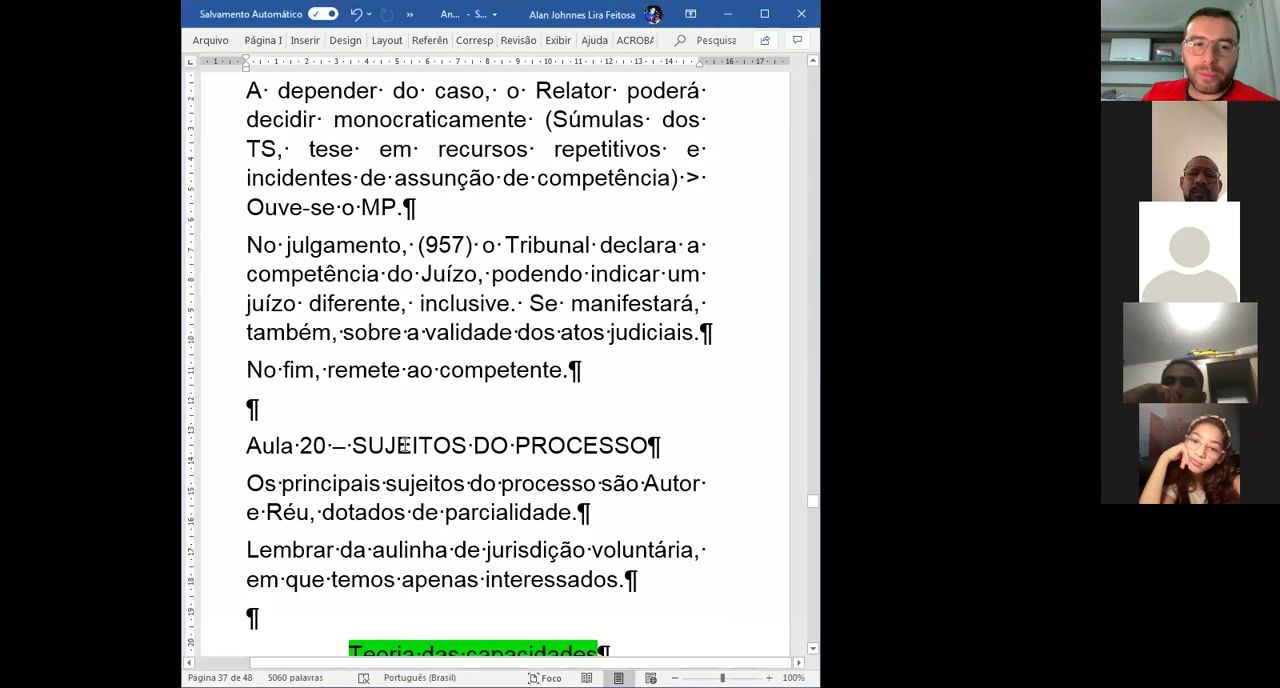 Salvamento Automático An... - S... Alan Johnnes Lira Feitosa
Arquivo Página I Inserir Design Layout Referên Corresp Revisão Exibir Ajuda ACROBA Pesquisa
A depender do caso, o Relator poderá
decidir monocraticamente (Súmulas dos
TS, tese em recursos repetitivos e
incidentes de assunção de competência) >
Ouve-se o MP.¶
No julgamento, (957) o Tribunal declara a
competência do Juízo, podendo indicar um
juízo diferente, inclusive. Se manifestará,
também, sobre a validade dos atos judiciais.¶
No fim, remete ao competente.¶
¶
Aula 20 – SUJEITOS DO PROCESSO¶
Os principais sujeitos do processo são Autor
e Réu, dotados de parcialidade.¶
Lembrar da aulinha de jurisdição voluntária,
em que temos apenas interessados.¶
¶
Teoria das capacidades¶
Página 37 de 48 5060 palavras Português (Brasil) Foco 100%